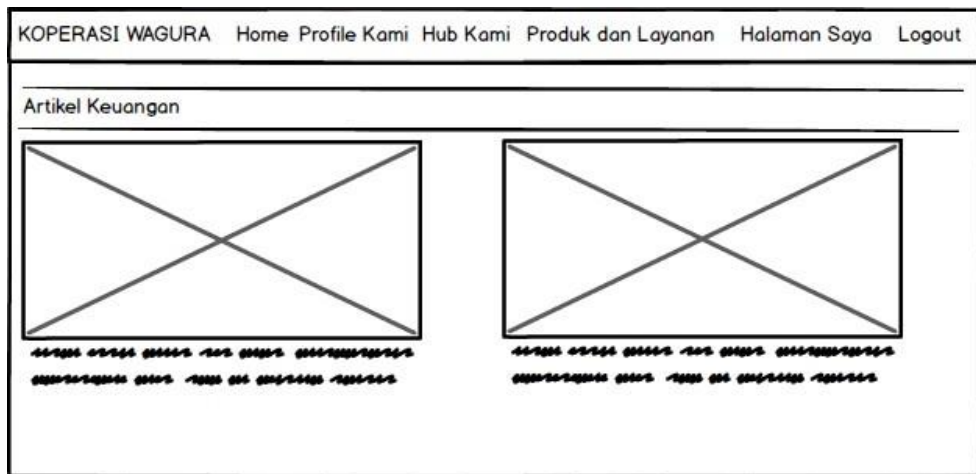 KOPERASI WAGURA Home Profile Kami Hub Kami Produk dan Layanan Halaman Saya Logout
Artikel Keuangan